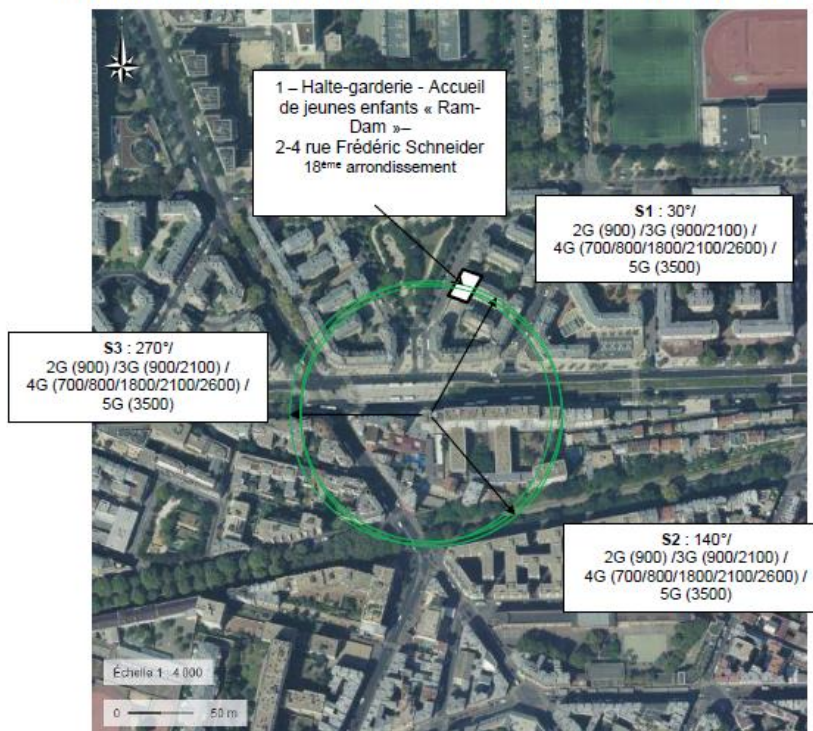 1 – Halte-garderie - Accueil
de jeunes enfants « Ram-
Dam »–
2-4 rue Frédéric Schneider
18ème arrondissement
S1 : 30°/
2G (900) /3G (900/2100) /
4G (700/800/1800/2100/2600) /
5G (3500)
S3 : 270°/
2G (900) /3G (900/2100) /
4G (700/800/1800/2100/2600) /
5G (3500)
S2 : 140°/
2G (900) /3G (900/2100) /
4G (700/800/1800/2100/2600) /
5G (3500)
Échelle 1 : 4 000
0 50 m